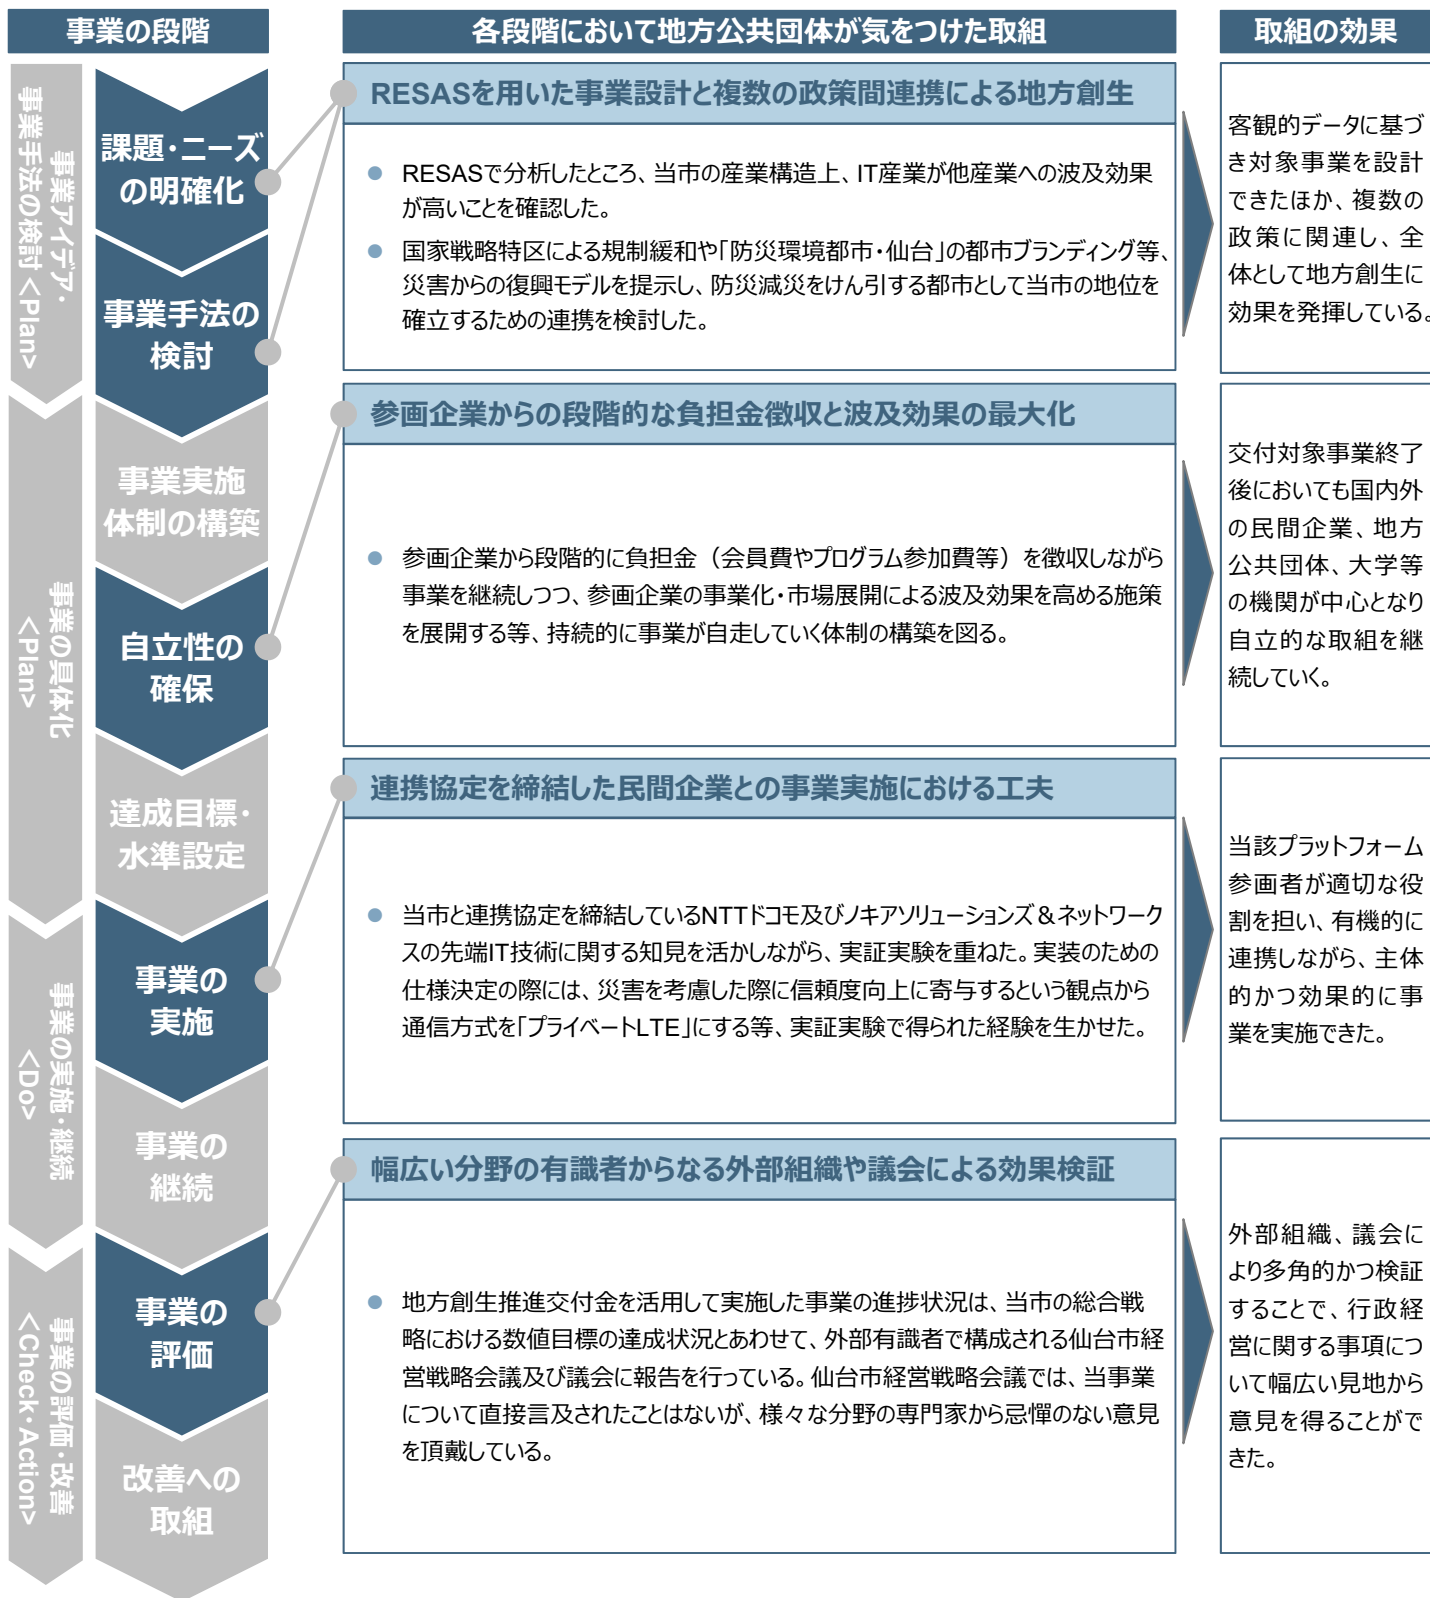 事業の段階
各段階において地方公共団体が気をつけた取組
取組の効果
事業アイデア・
事業手法の検討 <Plan>
課題・ニーズ
の明確化
事業手法の
検討
RESASを用いた事業設計と複数の政策間連携による地方創生
RESASで分析したところ、当市の産業構造上、IT産業が他産業への波及効果
が高いことを確認した。
国家戦略特区による規制緩和や「防災環境都市・仙台」の都市ブランディング等、
災害からの復興モデルを提示し、防災減災をけん引する都市として当市の地位を
確立するための連携を検討した。
客観的データに基づ
き対象事業を設計
できたほか、複数の
政策に関連し、全
体として地方創生に
効果を発揮している。
事業の具体化
<Plan>
事業実施
体制の構築
自立性の
確保
達成目標・
水準設定
参画企業からの段階的な負担金徴収と波及効果の最大化
参画企業から段階的に負担金（会員費やプログラム参加費等）を徴収しながら
事業を継続しつつ、参画企業の事業化・市場展開による波及効果を高める施策
を展開する等、持続的に事業が自走していく体制の構築を図る。
交付対象事業終了
後においても国内外
の民間企業、地方
公共団体、大学等
の機関が中心となり
自立的な取組を継
続していく。
事業の実施・継続
<Do>
事業の
実施
事業の
継続
連携協定を締結した民間企業との事業実施における工夫
当市と連携協定を締結しているNTTドコモ及びノキアソリューションズ＆ネットワーク
スの先端IT技術に関する知見を活かしながら、実証実験を重ねた。実装のための
仕様決定の際には、災害を考慮した際に信頼度向上に寄与するという観点から
通信方式を「プライベートLTE」にする等、実証実験で得られた経験を生かせた。
当該プラットフォーム
参画者が適切な役
割を担い、有機的に
連携しながら、主体
的かつ効果的に事
業を実施できた。
事業の評価・改善
<Check・Action>
事業の
評価
改善への
取組
幅広い分野の有識者からなる外部組織や議会による効果検証
地方創生推進交付金を活用して実施した事業の進捗状況は、当市の総合戦
略における数値目標の達成状況とあわせて、外部有識者で構成される仙台市経
営戦略会議及び議会に報告を行っている。仙台市経営戦略会議では、当事業
について直接言及されたことはないが、様々な分野の専門家から忌憚のない意見
を頂戴している。
外部組織、議会に
より多角的かつ検証
することで、行政経
営に関する事項につ
いて幅広い見地から
意見を得ることがで
きた。